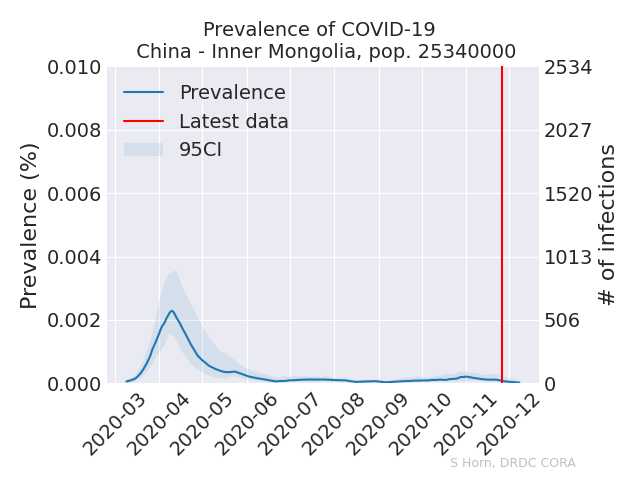 Prevalence of COVID-19
China - Inner Mongolia, pop. 25340000
0.010
0.008
0.006
0.004
0.002
0.000
Prevalence (%)
Prevalence
Latest data
95CI
2534
2027
1520
1013
506
0
# of infections
2020-03
2020-04
2020-05
2020-06
2020-07
2020-08
2020-09
2020-10
2020-11
2020-12
S Horn, DRDC CORA